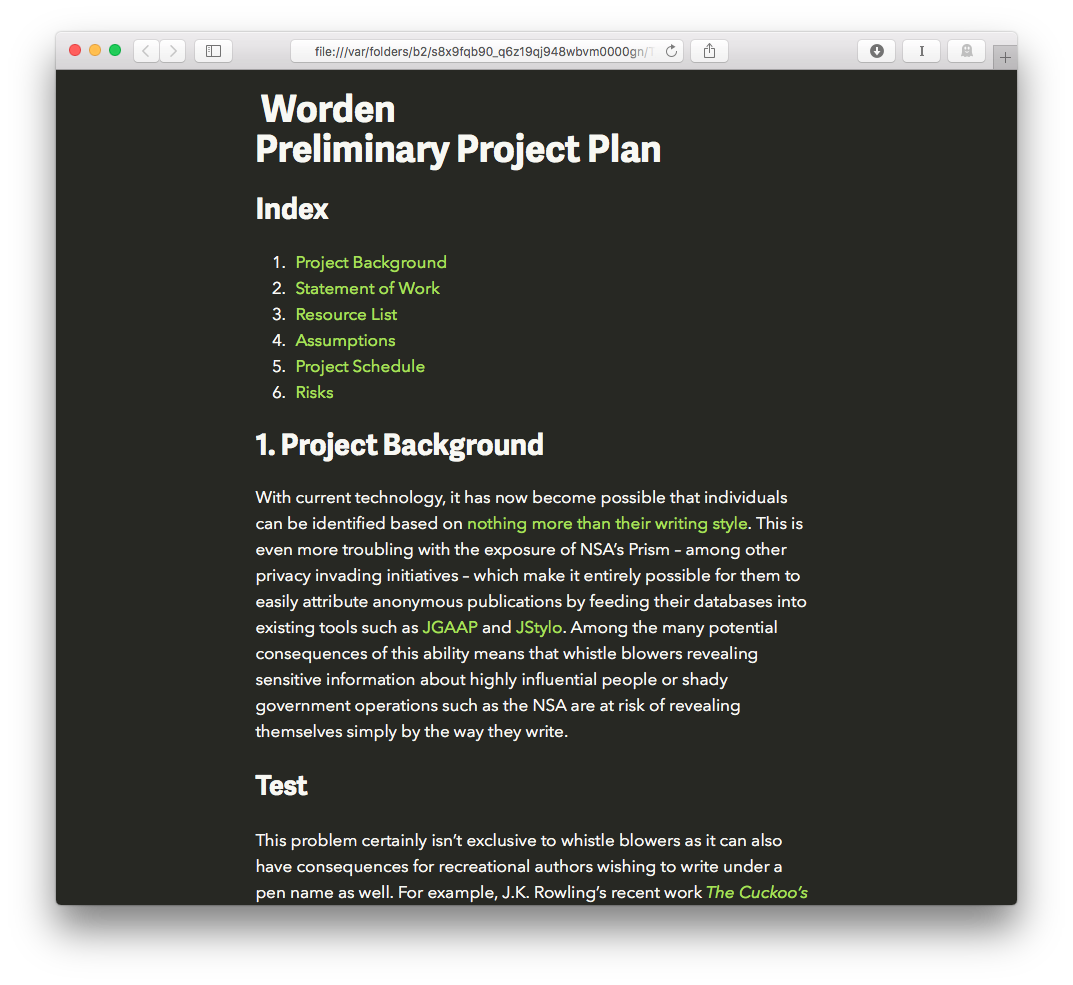 file:///var/folders/b2/s8x9fqb90_q6z19qj948wbvm0000gn/
Worden
Preliminary Project Plan
Index
1. Project Background
2. Statement of Work
3. Resource List
4. Assumptions
5. Project Schedule
6. Risks
1. Project Background
With current technology, it has now become possible that individuals
can be identified based on nothing more than their writing style. This is
even more troubling with the exposure of NSA’s Prism – among other
privacy invading initiatives – which make it entirely possible for them to
easily attribute anonymous publications by feeding their databases into
existing tools such as JGAAP and JStylo. Among the many potential
consequences of this ability means that whistle blowers revealing
sensitive information about highly influential people or shady
government operations such as the NSA are at risk of revealing
themselves simply by the way they write.
Test
This problem certainly isn’t exclusive to whistle blowers as it can also
have consequences for recreational authors wishing to write under a
pen name as well. For example, J.K. Rowling’s recent work The Cuckoo’s